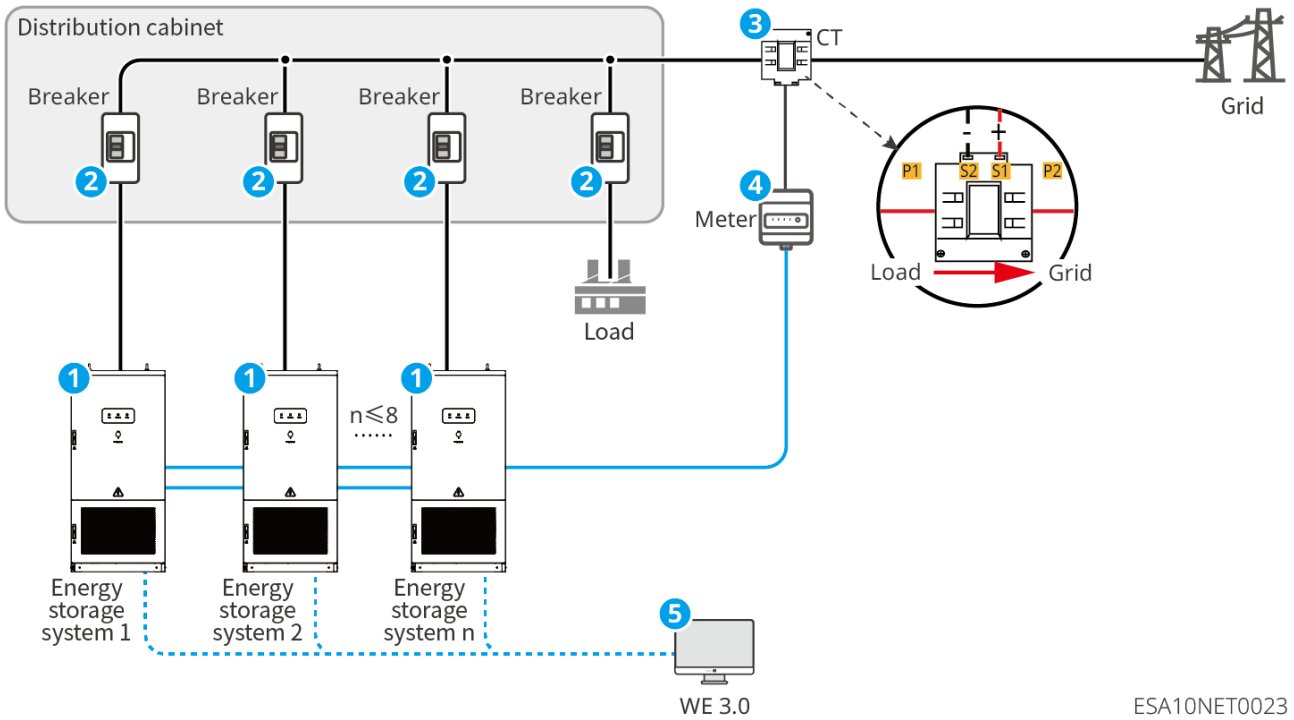 Distribution cabinet
3
CT
Breaker
Breaker
Breaker
Breaker
Grid
2
2
2
2
4
Meter
-
+
P1
S2
S1
P2
Load
Grid
Load
1
1
1
n≤8
......
Energy
storage
system 1
Energy
storage
system 2
Energy
storage
system n
5
WE 3.0
ESA10NET0023